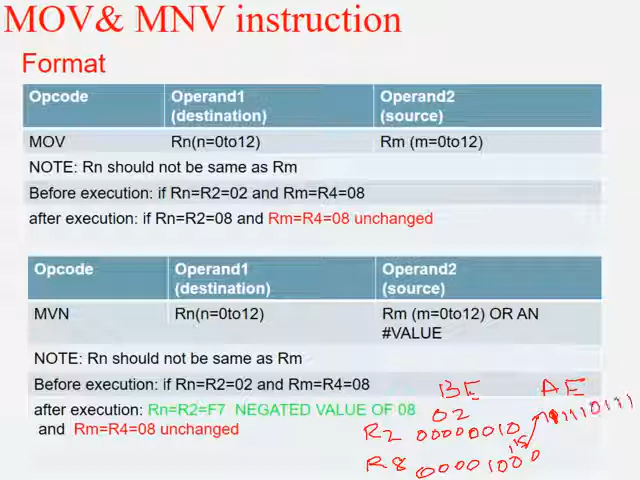 MOV& MNV instruction
Format
Opcode Operand1 (destination) Operand2 (source)
MOV Rn(n=0to12) Rm (m=0to12)
NOTE: Rn should not be same as Rm
Before execution: if Rn=R2=02 and Rm=R4=08
after execution: if Rn=R2=08 and Rm=R4=08 unchanged
Opcode Operand1 (destination) Operand2 (source)
MVN Rn(n=0to12) Rm (m=0to12) OR AN #VALUE
NOTE: Rn should not be same as Rm
Before execution: if Rn=R2=02 and Rm=R4=08
BE AE
after execution: Rn=R2=F7 NEGATED VALUE OF 08
02
and Rm=R4=08 unchanged
R2 00000010 11110111
1's
R8 00001000